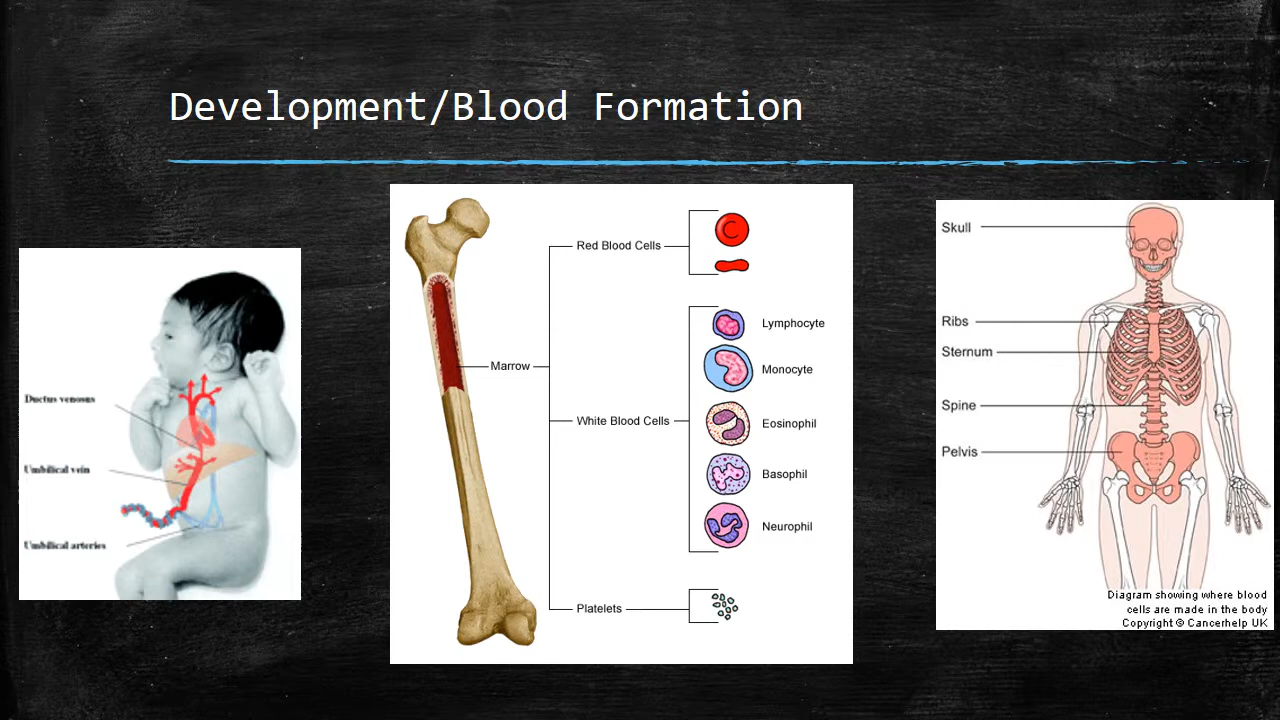 Development/Blood Formation
Ductus venosus
Umbilical vein
Umbilical arteries
Marrow
Red Blood Cells
White Blood Cells
Lymphocyte
Monocyte
Eosinophil
Basophil
Neurophil
Platelets
Skull
Ribs
Sternum
Spine
Pelvis
Diagram showing where blood
cells are made in the body
Copyright © Cancerhelp UK